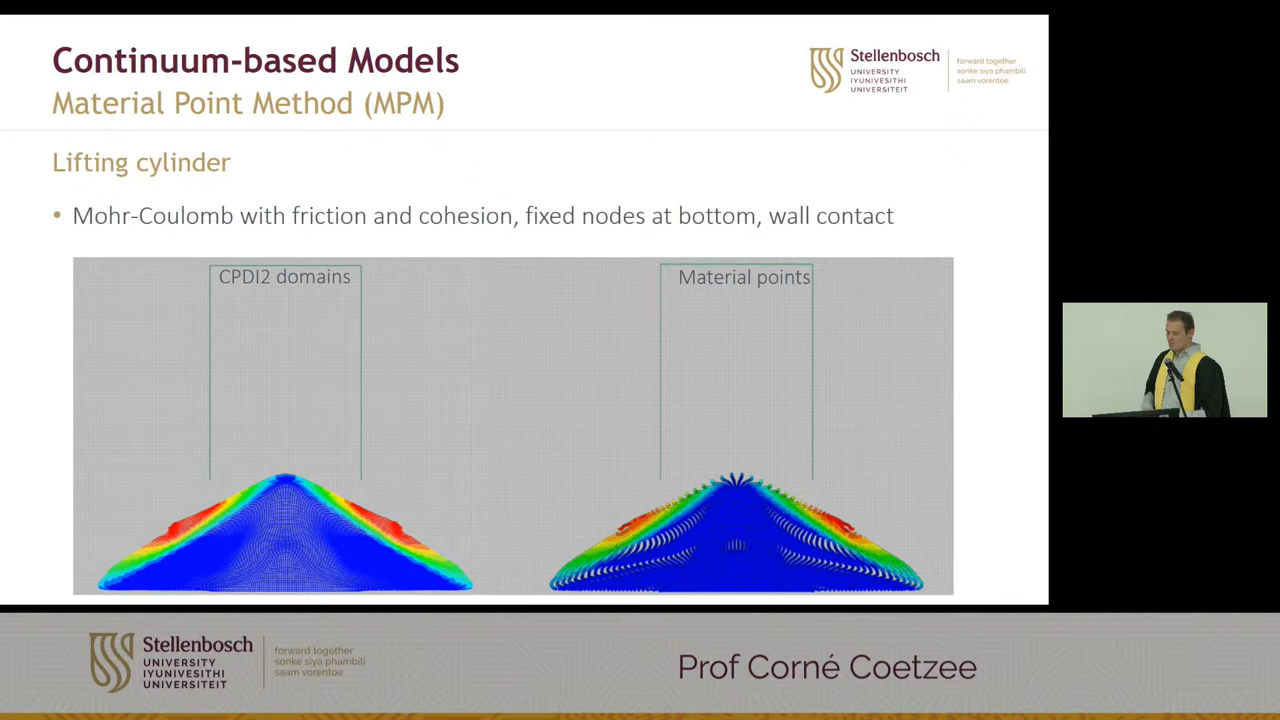 Continuum-based Models
Material Point Method (MPM)
Stellenbosch
UNIVERSITY
IYUNIVESITHI
UNIVERSITEIT
forward together
sonke siya phambili
saam vorentoe
Lifting cylinder
• Mohr-Coulomb with friction and cohesion, fixed nodes at bottom, wall contact
CPDI2 domains
Material points
Stellenbosch
UNIVERSITY
IYUNIVESITHI
UNIVERSITEIT
forward together
sonke siya phambili
saam vorentoe
Prof Corné Coetzee